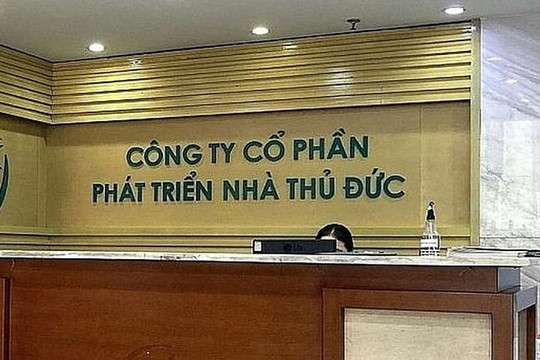 CÔNG TY CỔ PHẦN
PHÁT TRIỂN NHÀ THỦ ĐỨC